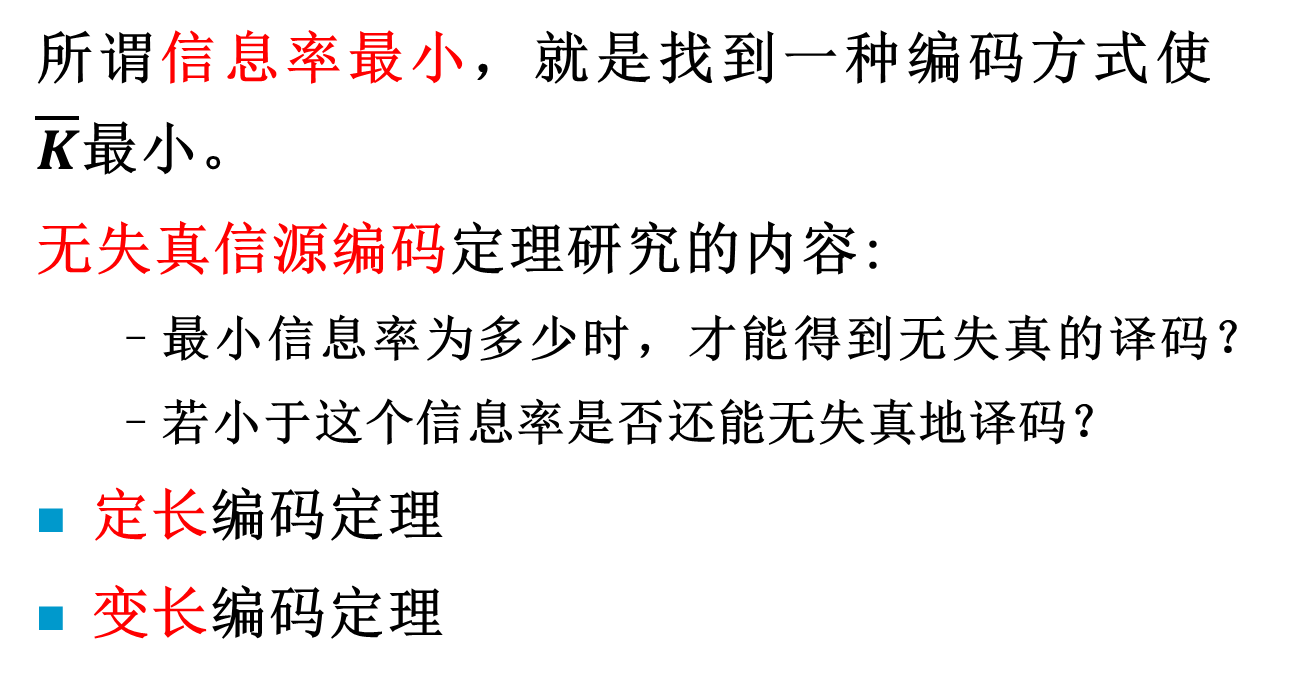 所谓信息率最小，就是找到一种编码方式使
K̅最小。
无失真信源编码定理研究的内容:
－最小信息率为多少时，才能得到无失真的译码？
－若小于这个信息率是否还能无失真地译码？
■ 定长编码定理
■ 变长编码定理